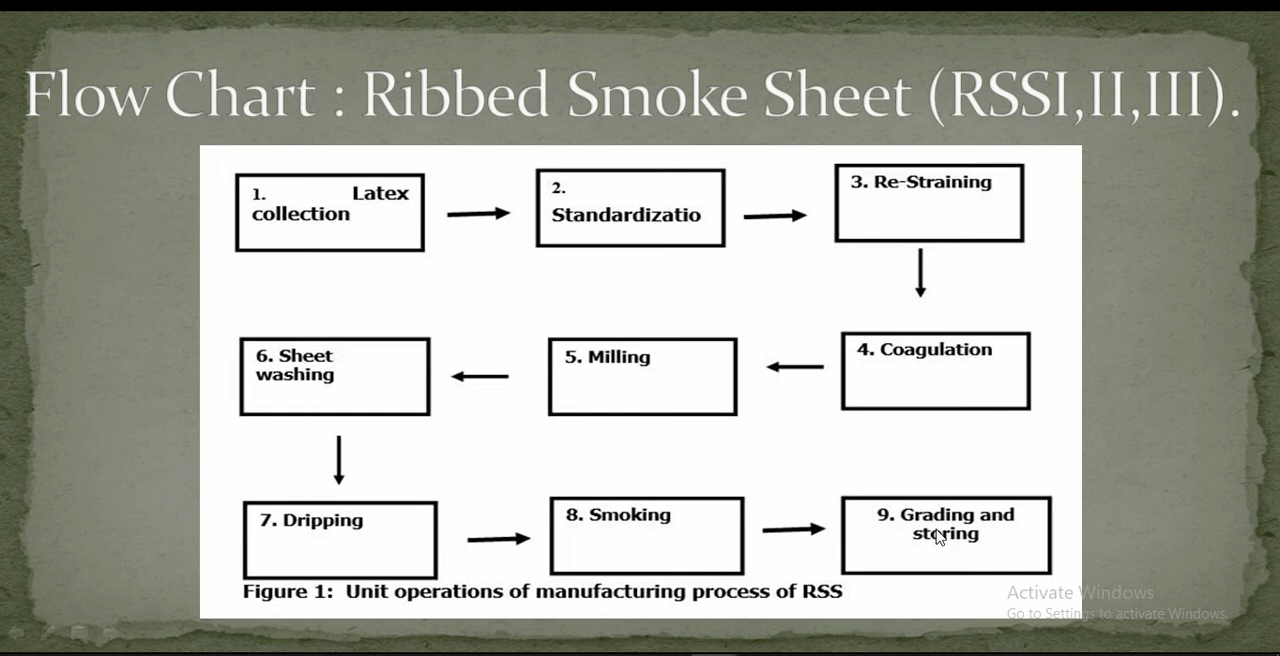 Flow Chart : Ribbed Smoke Sheet (RSSI,II,III).
1. Latex
collection
2.
Standardizatio
3. Re-Straining
6. Sheet
washing
5. Milling
4. Coagulation
7. Dripping
8. Smoking
9. Grading and
storing
Figure 1: Unit operations of manufacturing process of RSS
Activate Windows
Go to Settings to activate Windows.